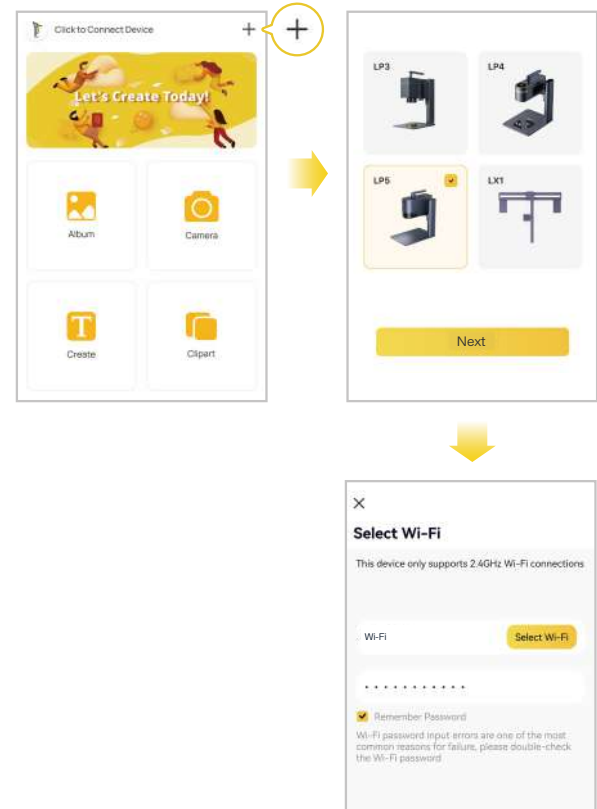 Click to Connect Device
Let's Create Today!
Album
Camera
Create
Clipart
LP3
LP4
LP5
LX1
Next
Select Wi-Fi
This device only supports 2.4GHz Wi-Fi connections
Wi-Fi
Select Wi-Fi
Remember Password
Wi-Fi password input errors are one of the most
common reasons for failure, please double-check
the Wi-Fi password